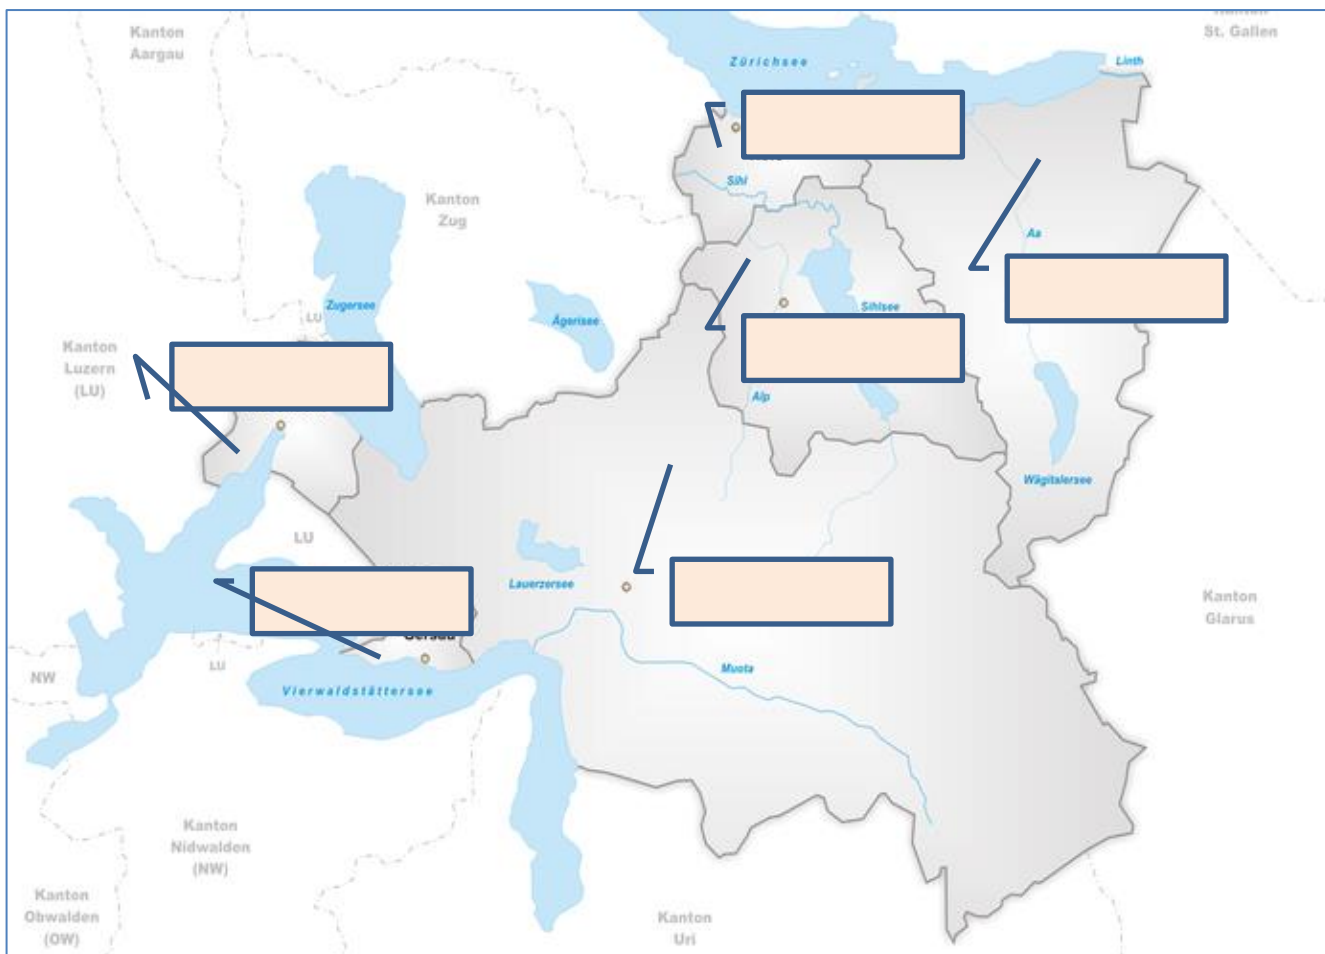 Kanton
St. Gallen
Kanton
Aargau
Zürichsee
Linth
Sihl
Kanton
Zug
Aa
Zugersee
LU
Ägerisee
Sihlsee
Kanton
Luzern
(LU)
Alp
Wägitalersee
LU
Lauerzersee
Kanton
Glarus
Gersau
LU
NW
Muota
Vierwaldstättersee
Kanton
Nidwalden
(NW)
Kanton
Obwalden
(OW)
Kanton
Uri